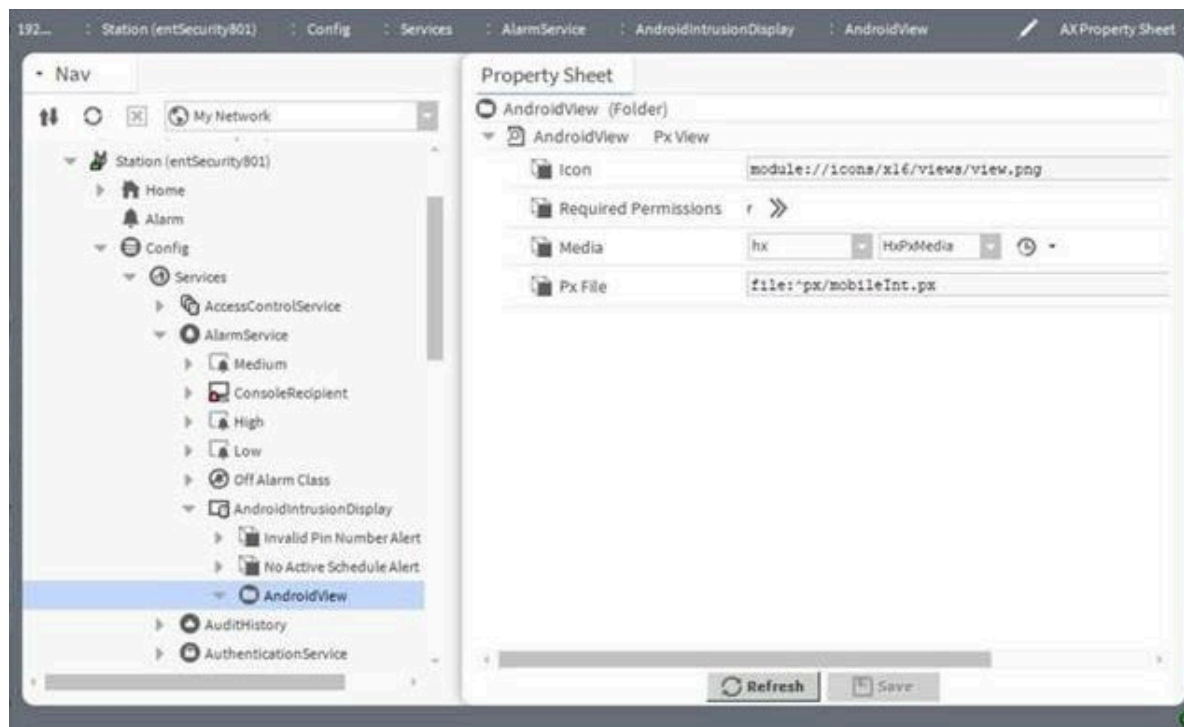 192... : Station (entSecurity801) : Config : Services : AlarmService : AndroidIntrusionDisplay : AndroidView AX Property Sheet
Nav
My Network
Station (entSecurity801)
Home
Alarm
Config
Services
AccessControlService
AlarmService
Medium
ConsoleRecipient
High
Low
Off Alarm Class
AndroidIntrusionDisplay
Invalid Pin Number Alert
No Active Schedule Alert
AndroidView
AuditHistory
AuthenticationService
Property Sheet
AndroidView (Folder)
AndroidView Px View
Icon module://icons/x16/views/view.png
Required Permissions r
Media hx HxPxMedia
Px File file:^px/mobileInt.px
Refresh Save